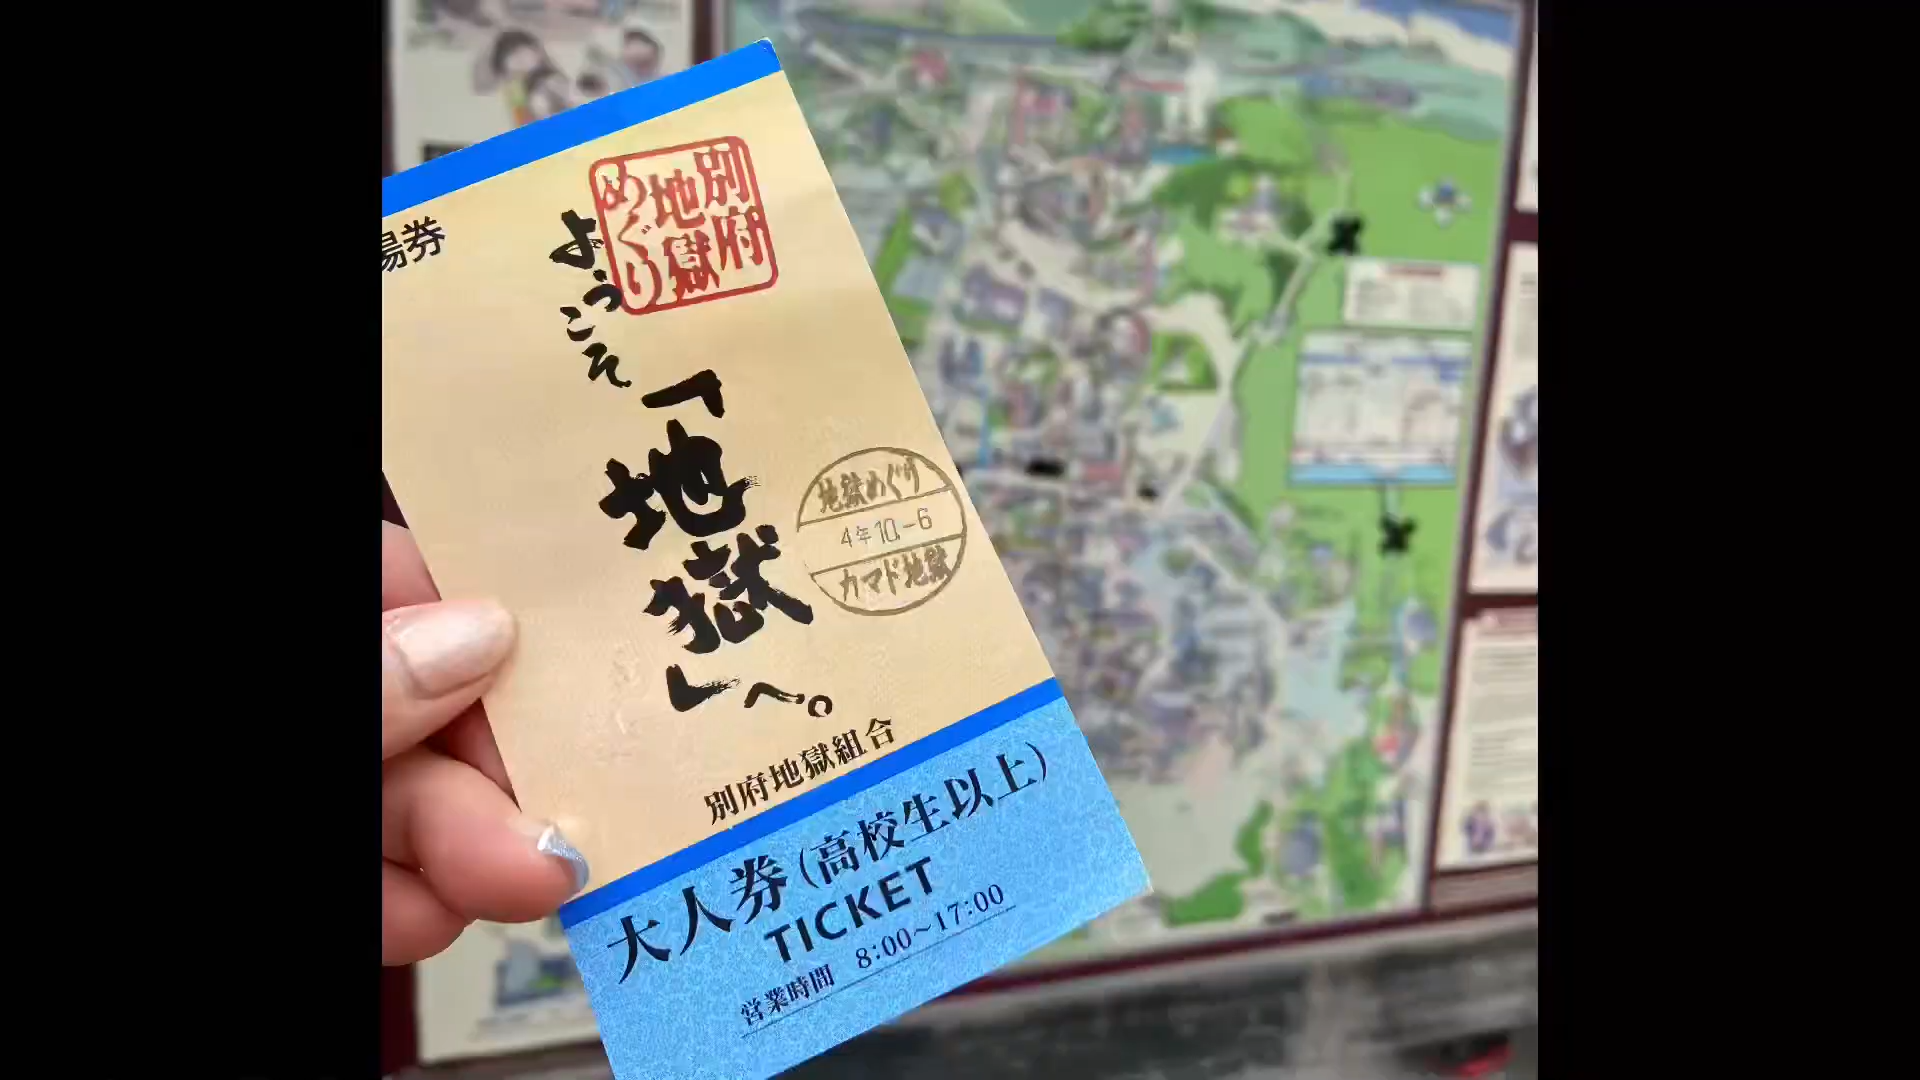 場券
別府
地獄
めぐり
ようこそ
「地獄」へ。
地獄めぐり
4年10.-6
カマド地獄
別府地獄組合
大人券(高校生以上)
TICKET
営業時間 8:00~17:00